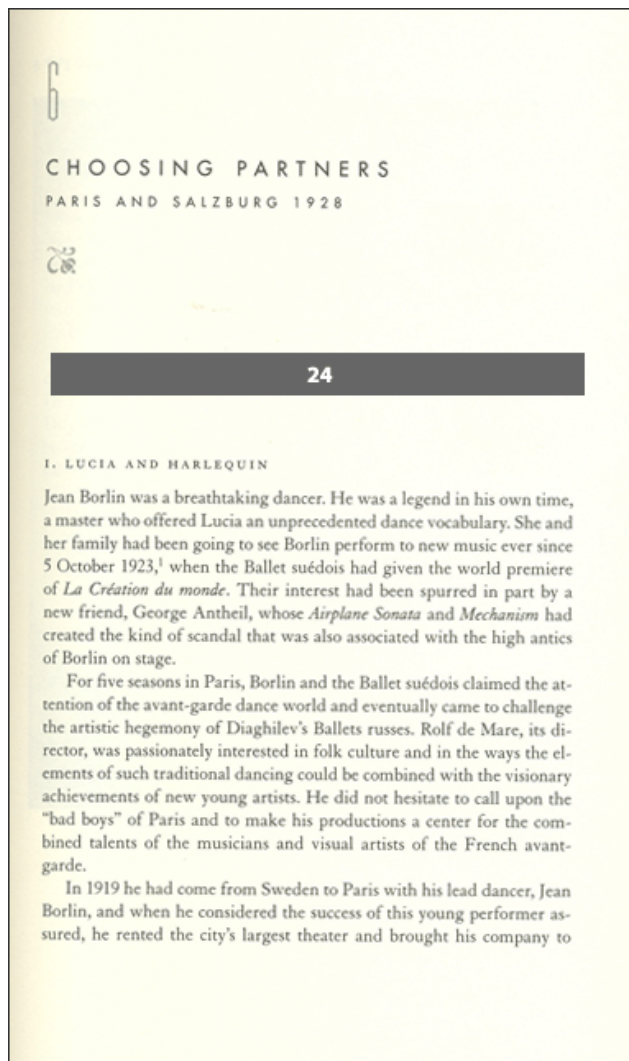 6
CHOOSING PARTNERS
PARIS AND SALZBURG 1928
24
I. LUCIA AND HARLEQUIN
Jean Borlin was a breathtaking dancer. He was a legend in his own time,
a master who offered Lucia an unprecedented dance vocabulary. She and
her family had been going to see Borlin perform to new music ever since
5 October 1923,¹ when the Ballet suédois had given the world premiere
of La Création du monde. Their interest had been spurred in part by a
new friend, George Antheil, whose Airplane Sonata and Mechanism had
created the kind of scandal that was also associated with the high antics
of Borlin on stage.
For five seasons in Paris, Borlin and the Ballet suédois claimed the at-
tention of the avant-garde dance world and eventually came to challenge
the artistic hegemony of Diaghilev's Ballets russes. Rolf de Mare, its di-
rector, was passionately interested in folk culture and in the ways the el-
ements of such traditional dancing could be combined with the visionary
achievements of new young artists. He did not hesitate to call upon the
"bad boys" of Paris and to make his productions a center for the com-
bined talents of the musicians and visual artists of the French avant-
garde.
In 1919 he had come from Sweden to Paris with his lead dancer, Jean
Borlin, and when he considered the success of this young performer as-
sured, he rented the city's largest theater and brought his company to